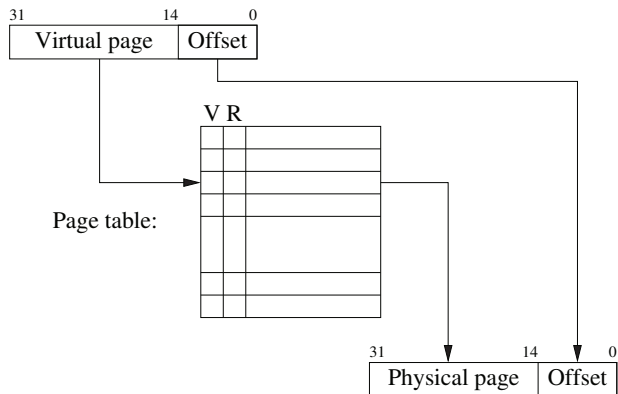 31 14 0
Virtual page Offset
V R
Page table:
31 14 0
Physical page Offset